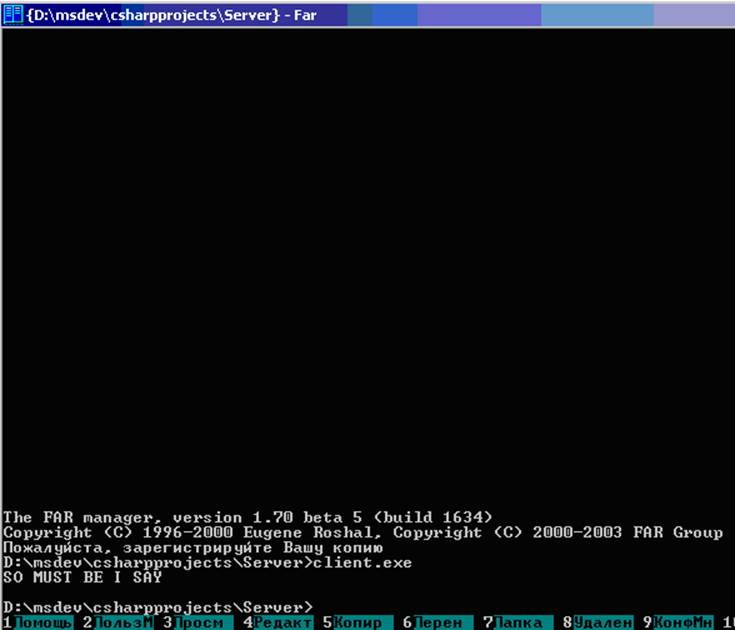 {D:\msdev\csharpprojects\Server} - Far
The FAR manager, version 1.70 beta 5 (build 1634)
Copyright (C) 1996-2000 Eugene Roshal, Copyright (C) 2000-2003 FAR Group
Пожалуйста, зарегистрируйте Вашу копию
D:\msdev\csharpprojects\Server>client.exe
SO MUST BE I SAY
D:\msdev\csharpprojects\Server>
1Помощь 2ПользМ 3Просм 4Редакт 5Копир 6Перен 7Папка 8Удален 9КонфМн 10